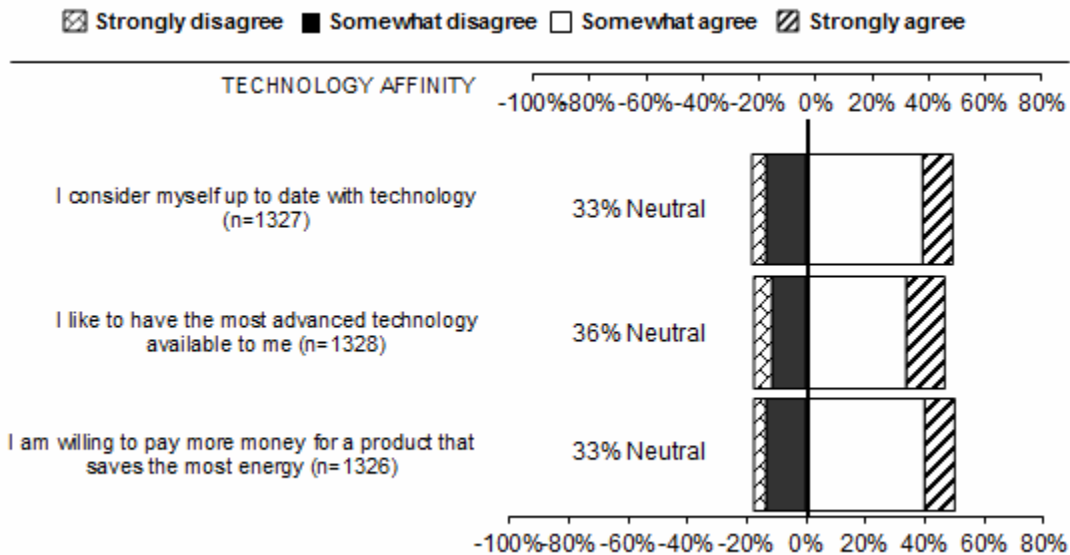 Strongly disagree Somewhat disagree Somewhat agree Strongly agree
TECHNOLOGY AFFINITY
-100% -80% -60% -40% -20% 0% 20% 40% 60% 80%
I consider myself up to date with technology
(n=1327)
33% Neutral
I like to have the most advanced technology
available to me (n=1328)
36% Neutral
I am willing to pay more money for a product that
saves the most energy (n=1326)
33% Neutral
-100% -80% -60% -40% -20% 0% 20% 40% 60% 80%